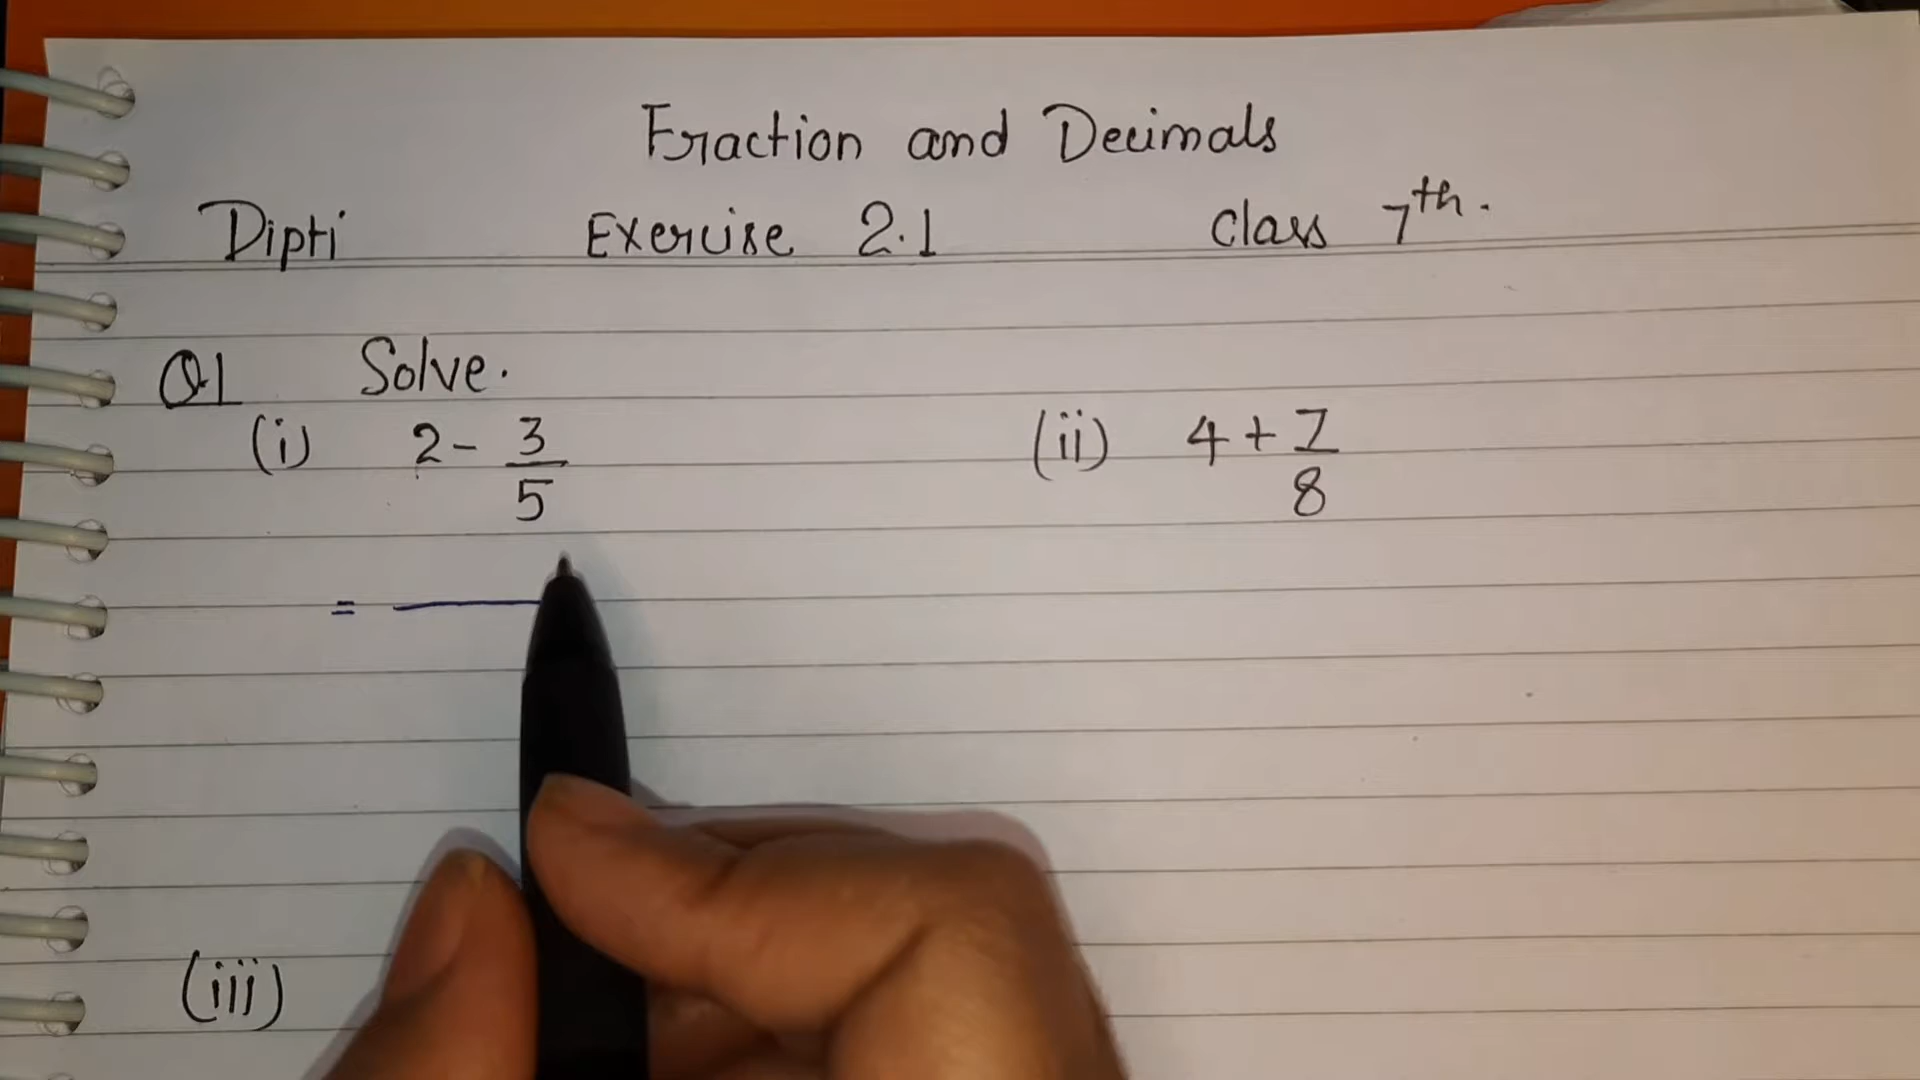 Fraction and Decimals
Dipti Exercise 2.1 Class 7th.
Q1 Solve.
(i) 2 - 3/5 (ii) 4 + 7/8
=
(iii)